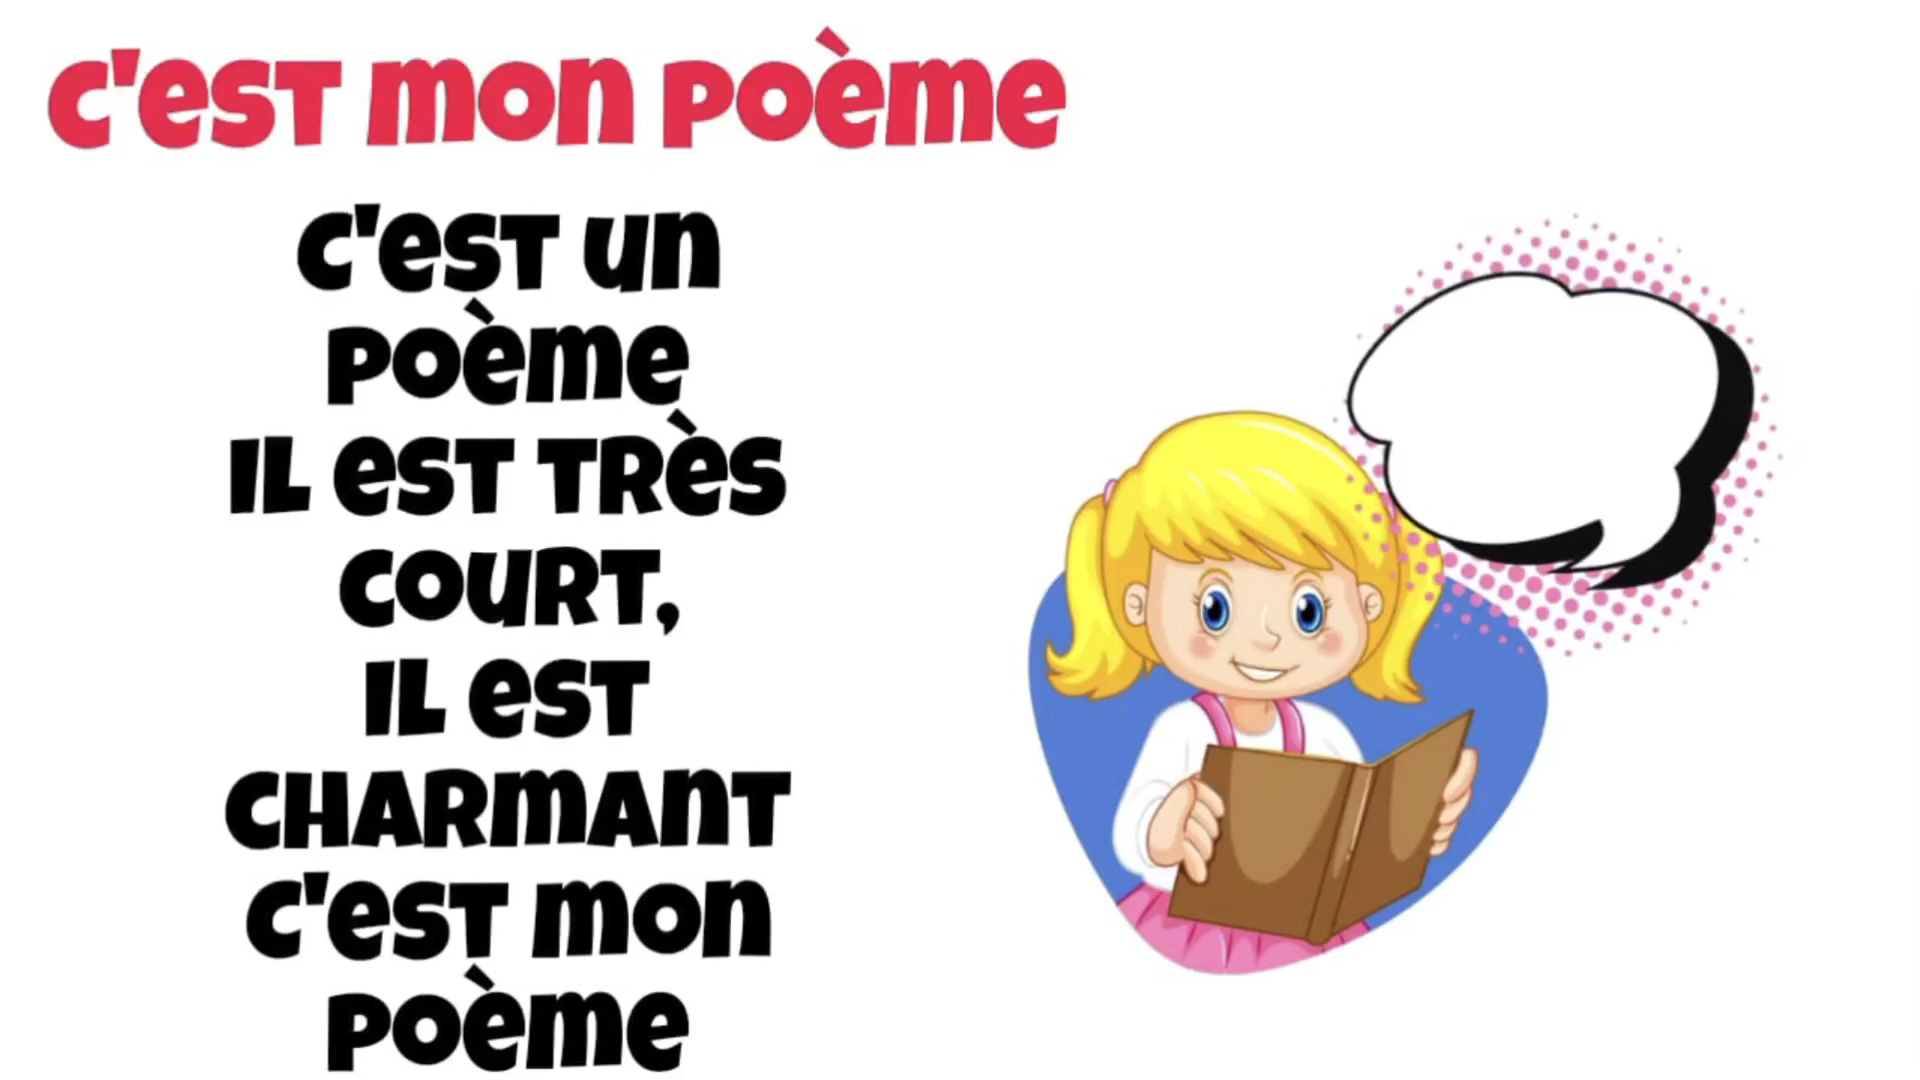 C'est mon poème
C'est un
poème
Il est très
court,
Il est
charmant
C'est mon
poème